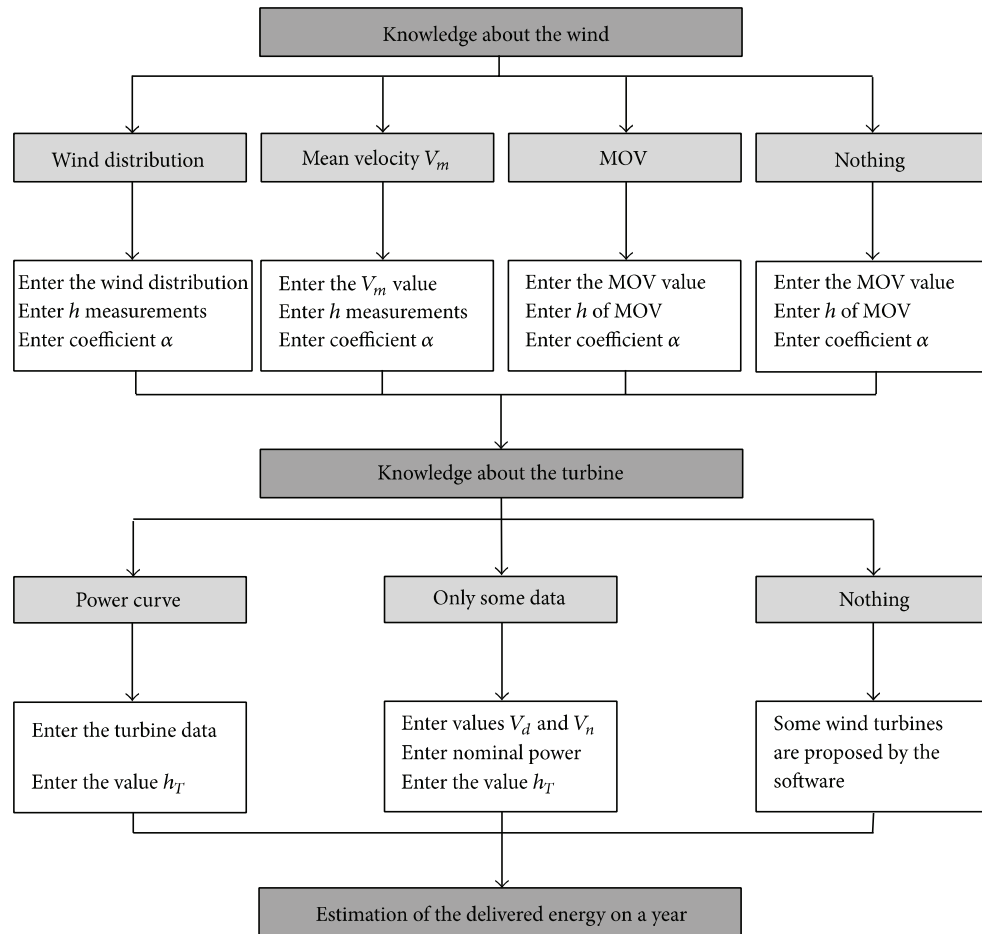 Knowledge about the wind
Wind distribution
Mean velocity V_m
MOV
Nothing
Enter the wind distribution
Enter h measurements
Enter coefficient α
Enter the V_m value
Enter h measurements
Enter coefficient α
Enter the MOV value
Enter h of MOV
Enter coefficient α
Enter the MOV value
Enter h of MOV
Enter coefficient α
Knowledge about the turbine
Power curve
Only some data
Nothing
Enter the turbine data
Enter the value h_T
Enter values V_d and V_n
Enter nominal power
Enter the value h_T
Some wind turbines
are proposed by the
software
Estimation of the delivered energy on a year